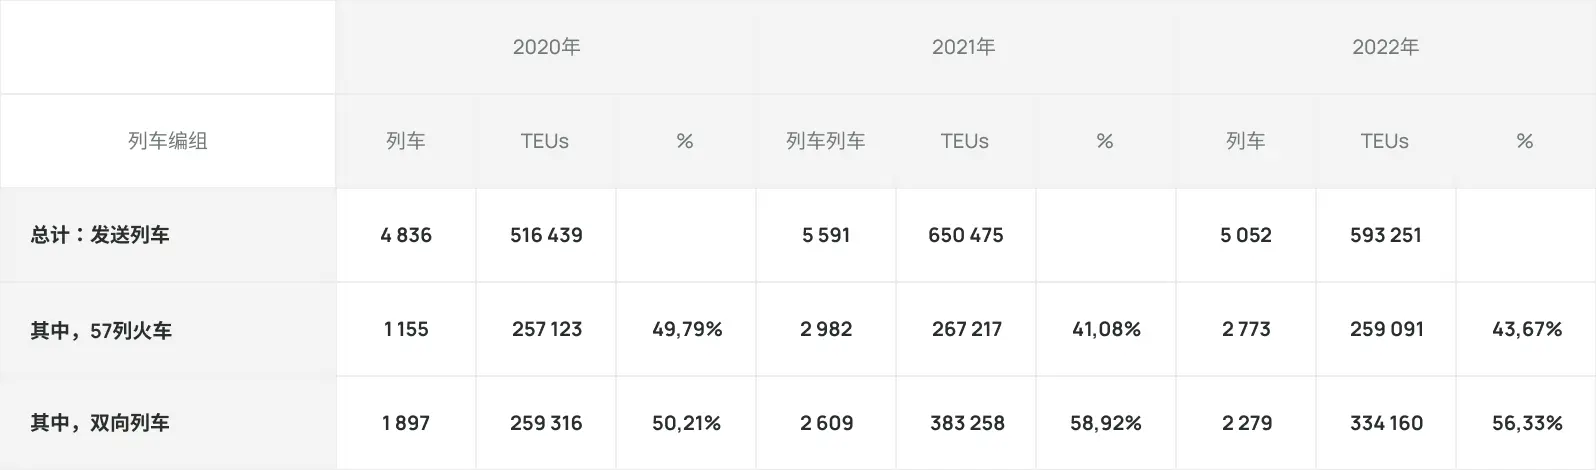 2020年 2021年 2022年
列车编组 列车 TEUs % 列车列车 TEUs % 列车 TEUs %
总计：发送列车 4 836 516 439 5 591 650 475 5 052 593 251
其中，57列火车 1 155 257 123 49,79% 2 982 267 217 41,08% 2 773 259 091 43,67%
其中，双向列车 1 897 259 316 50,21% 2 609 383 258 58,92% 2 279 334 160 56,33%